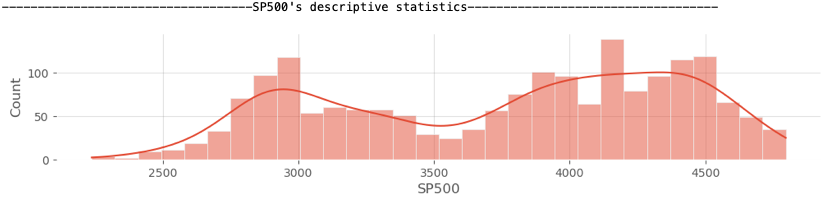 -----------------------------------SP500's descriptive statistics-----------------------------------
Count
100
50
0
2500
3000
3500
4000
4500
SP500